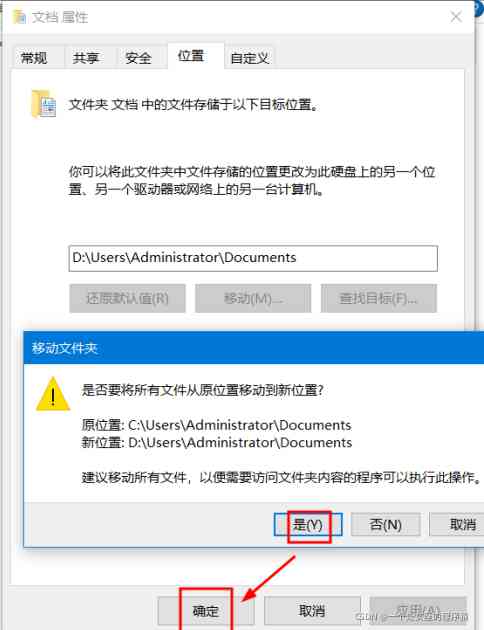 文档 属性
常规 共享 安全 位置 自定义
文件夹 文档 中的文件存储于以下目标位置。
你可以将此文件夹中文件存储的位置更改为此硬盘上的另一个位
置、另一个驱动器或网络上的另一台计算机。
D:\Users\Administrator\Documents
还原默认值(R) 移动(M)... 查找目标(F)...
移动文件夹
是否要将所有文件从原位置移动到新位置?
原位置: C:\Users\Administrator\Documents
新位置: D:\Users\Administrator\Documents
建议移动所有文件，以便需要访问文件夹内容的程序可以执行此操作。
是(Y) 否(N) 取消
确定 取消 应用(A)
CSDN @一个